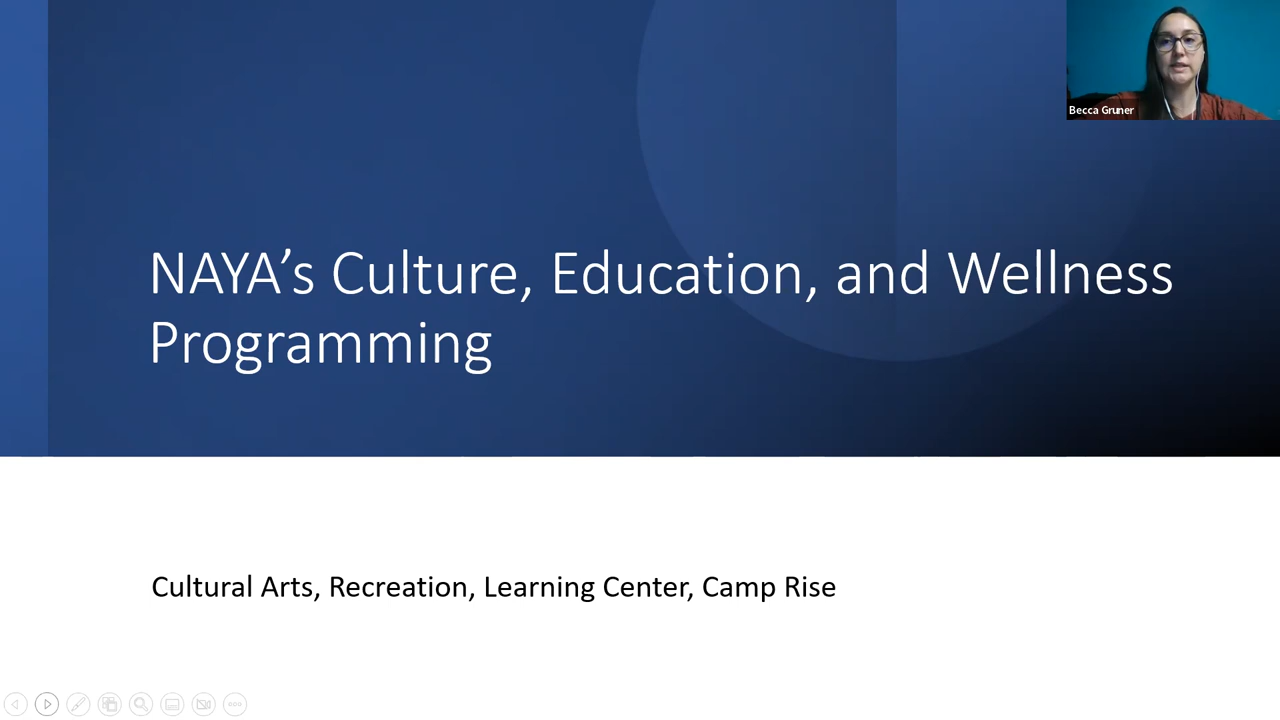 Becca Gruner
NAYA’s Culture, Education, and Wellness
Programming
Cultural Arts, Recreation, Learning Center, Camp Rise